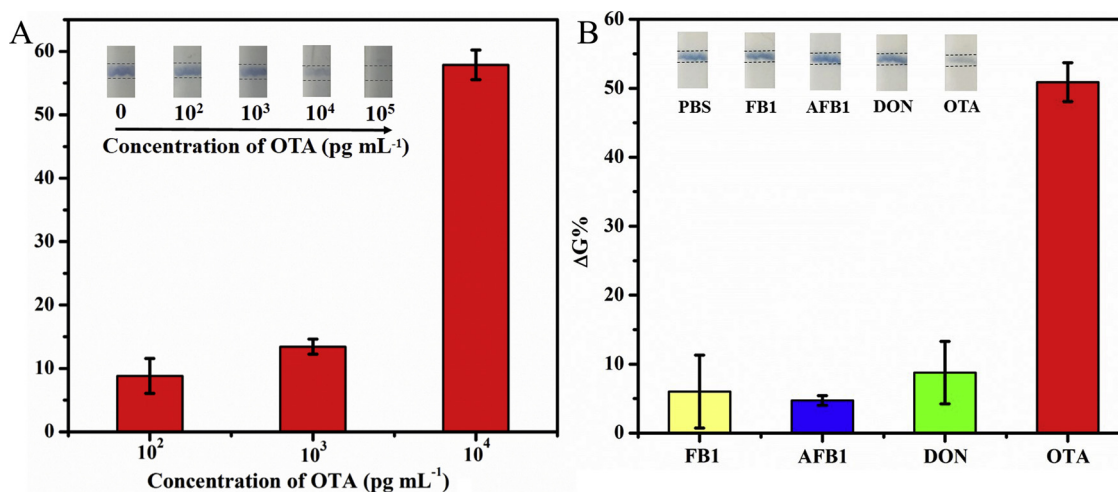 A
60
50
40
30
20
10
0
0 10² 10³ 10⁴ 10⁵
Concentration of OTA (pg mL⁻¹)
10² 10³ 10⁴
Concentration of OTA (pg mL⁻¹)
B
ΔG%
60
50
40
30
20
10
0
PBS FB1 AFB1 DON OTA
FB1 AFB1 DON OTA